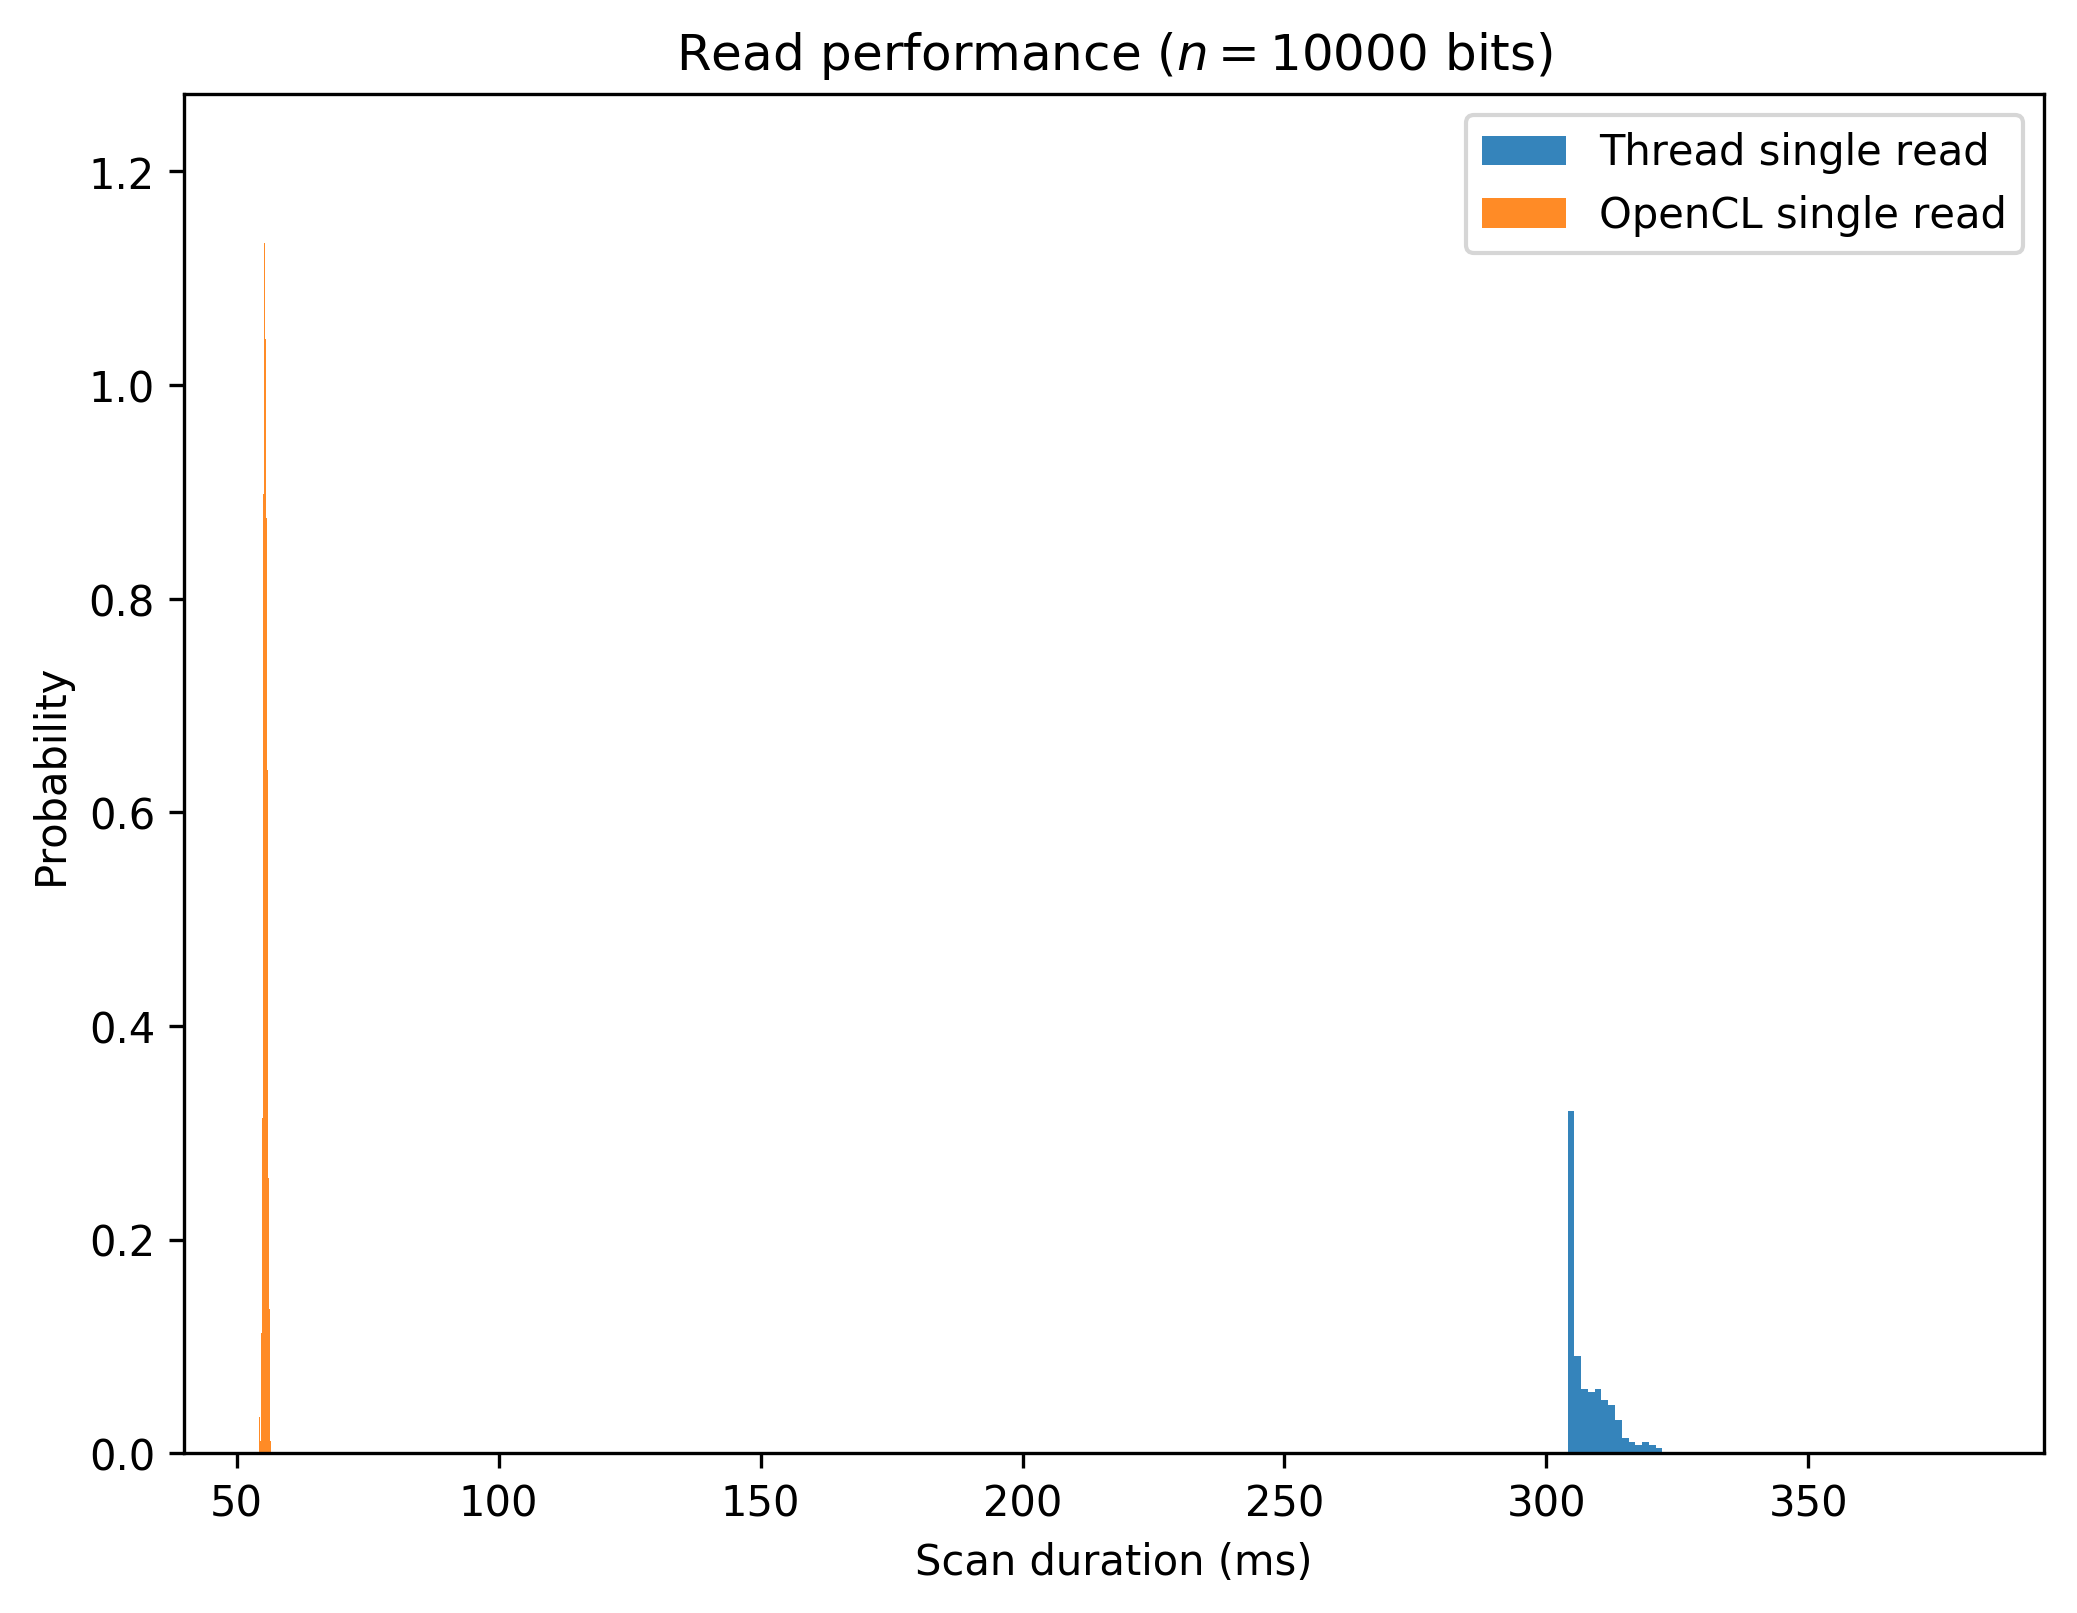 Read performance (n = 10000 bits)
Thread single read
OpenCL single read
Probability
1.2
1.0
0.8
0.6
0.4
0.2
0.0
50 100 150 200 250 300 350
Scan duration (ms)